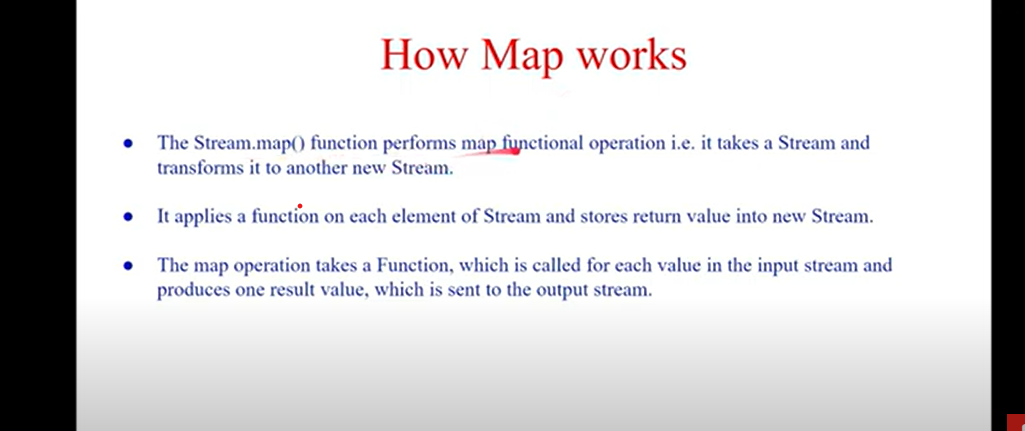 How Map works
● The Stream.map() function performs map functional operation i.e. it takes a Stream and
transforms it to another new Stream.
● It applies a function on each element of Stream and stores return value into new Stream.
● The map operation takes a Function, which is called for each value in the input stream and
produces one result value, which is sent to the output stream.